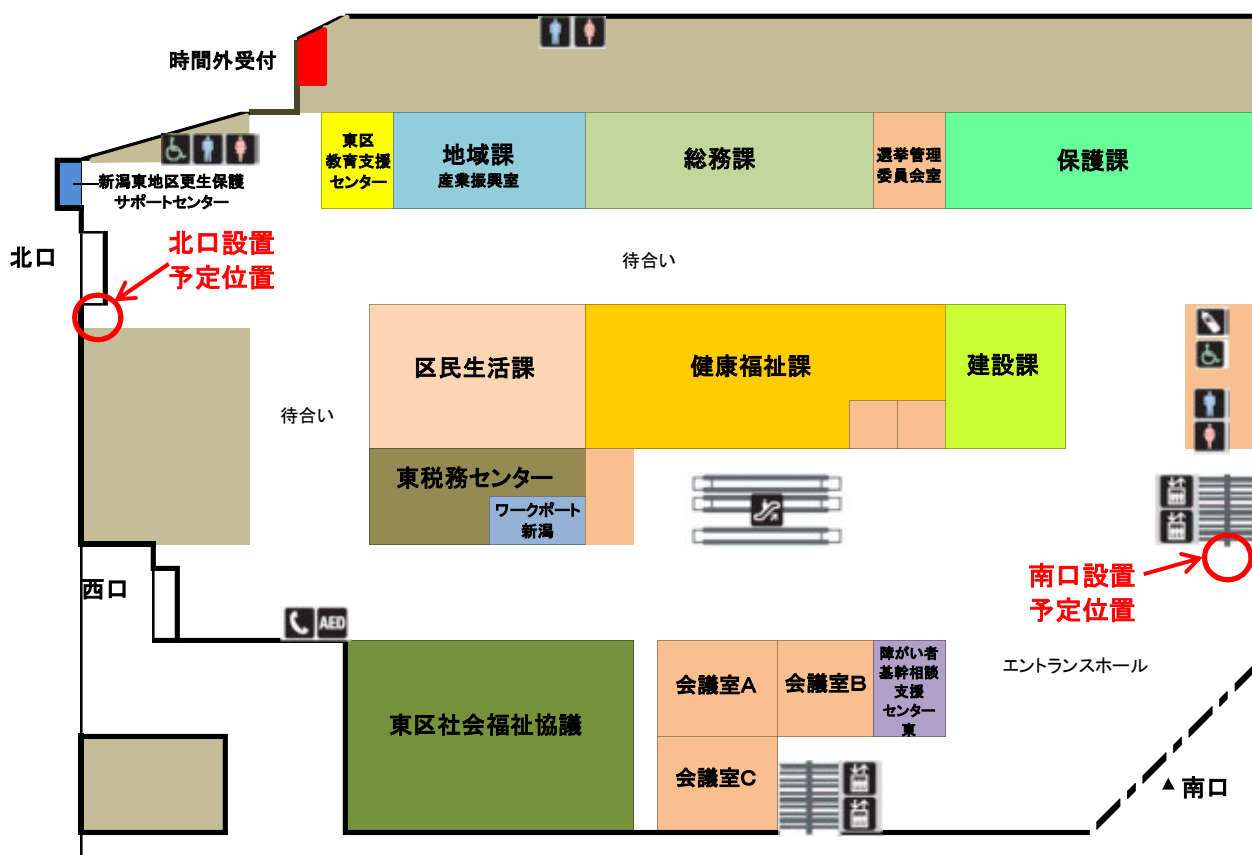 時間外受付
東区
教育支援
センター
地域課
産業振興室
総務課
選挙管理
委員会室
保護課
新潟東地区更生保護
サポートセンター
北口
北口設置
予定位置
待合い
区民生活課
健康福祉課
建設課
待合い
東税務センター
ワークポート
新潟
南口設置
予定位置
西口
AED
東区社会福祉協議
会議室A
会議室B
障がい者
基幹相談
支援
センター
東
エントランスホール
会議室C
▲南口